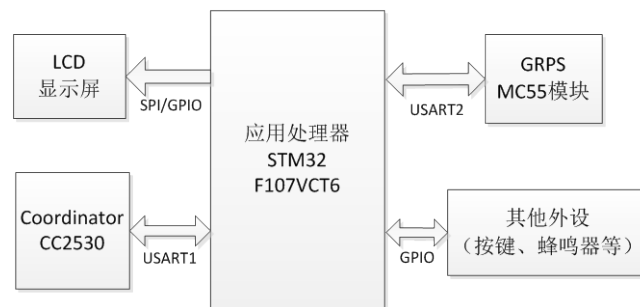 LCD
显示屏
SPI/GPIO
Coordinator
CC2530
USART1
应用处理器
STM32
F107VCT6
GRPS
MC55模块
USART2
其他外设
（按键、蜂鸣器等）
GPIO